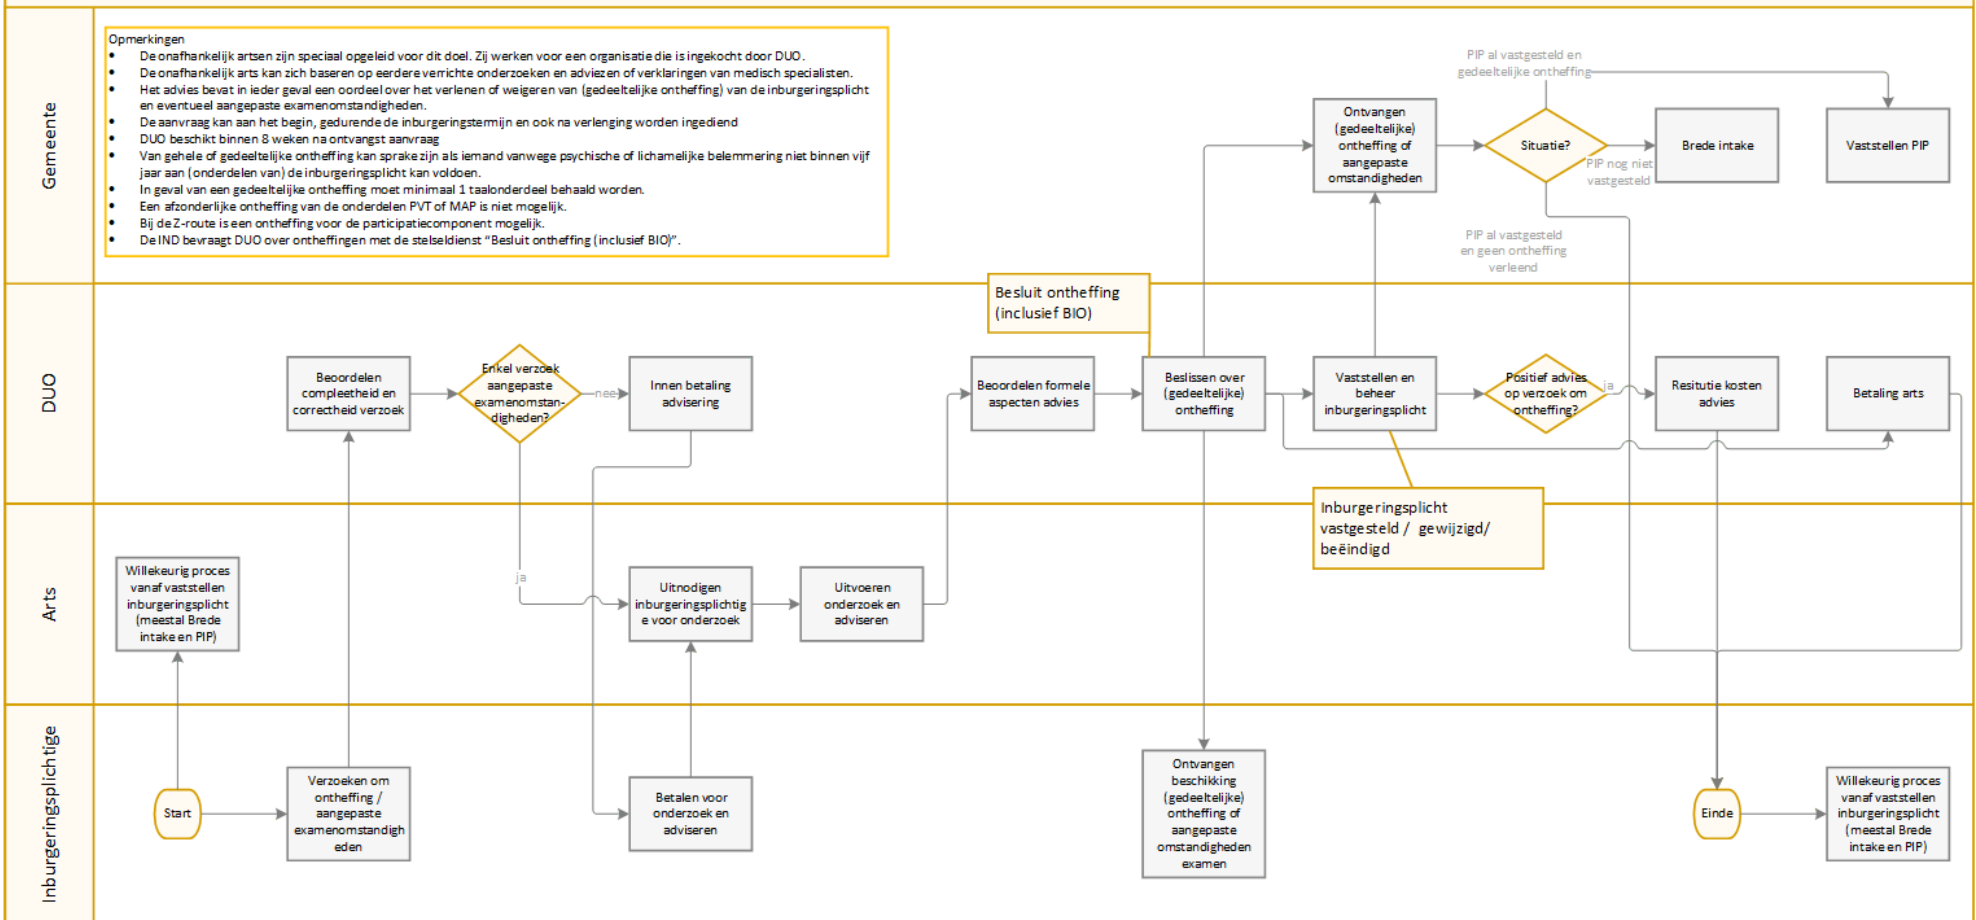 Gemeente
Opmerkingen
• De onafhankelijk artsen zijn speciaal opgeleid voor dit doel. Zij werken voor een organisatie die is ingekocht door DUO.
• De onafhankelijk arts kan zich baseren op eerdere verrichte onderzoeken en adviezen of verklaringen van medisch specialisten.
• Het advies bevat in ieder geval een oordeel over het verlenen of weigeren van (gedeeltelijke ontheffing) van de inburgeringsplicht
en eventueel aangepaste examenomstandigheden.
• De aanvraag kan aan het begin, gedurende de inburgeringstermijn en ook na verlenging worden ingediend
• DUO beschikt binnen 8 weken na ontvangst aanvraag
• Van gehele of gedeeltelijke ontheffing kan sprake zijn als iemand vanwege psychische of lichamelijke belemmering niet binnen vijf
jaar aan (onderdelen van) de inburgeringsplicht kan voldoen.
• In geval van een gedeeltelijke ontheffing moet minimaal 1 taalonderdeel behaald worden.
• Een afzonderlijke ontheffing van de onderdelen PVT of MAP is niet mogelijk.
• Bij de Z-route is een ontheffing voor de participatiecomponent mogelijk.
• De IND bevraagt DUO over ontheffingen met de stelseldienst “Besluit ontheffing (inclusief BIO)”.
Ontvangen
(gedeeltelijke)
ontheffing of
aangepaste
omstandigheden
PIP al vastgesteld en
gedeeltelijke ontheffing
Situatie?
PIP nog niet
vastgesteld
PIP al vastgesteld
en geen ontheffing
verleend
Brede intake
Vaststellen PIP
DUO
Beoordelen
compleetheid en
correctheid verzoek
Enkel verzoek
aangepaste
examenomstan-
digheden?
nee
Innen betaling
advisering
Beoordelen formele
aspecten advies
Besluit ontheffing
(inclusief BIO)
Beslissen over
(gedeeltelijke)
ontheffing
Vaststellen en
beheer
inburgeringsplicht
Positief advies
op verzoek om
ontheffing?
ja
Resitutie kosten
advies
Betaling arts
Inburgeringsplicht
vastgesteld / gewijzigd/
beëindigd
Arts
Willekeurig proces
vanaf vaststellen
inburgeringsplicht
(meestal Brede
intake en PIP)
ja
Uitnodigen
inburgeringsplichtig
e voor onderzoek
Uitvoeren
onderzoek en
adviseren
Inburgeringsplichtige
Start
Verzoeken om
ontheffing /
aangepaste
examenomstandigh
eden
Betalen voor
onderzoek en
adviseren
Ontvangen
beschikking
(gedeeltelijke)
ontheffing of
aangepaste
omstandigheden
examen
Einde
Willekeurig proces
vanaf vaststellen
inburgeringsplicht
(meestal Brede
intake en PIP)